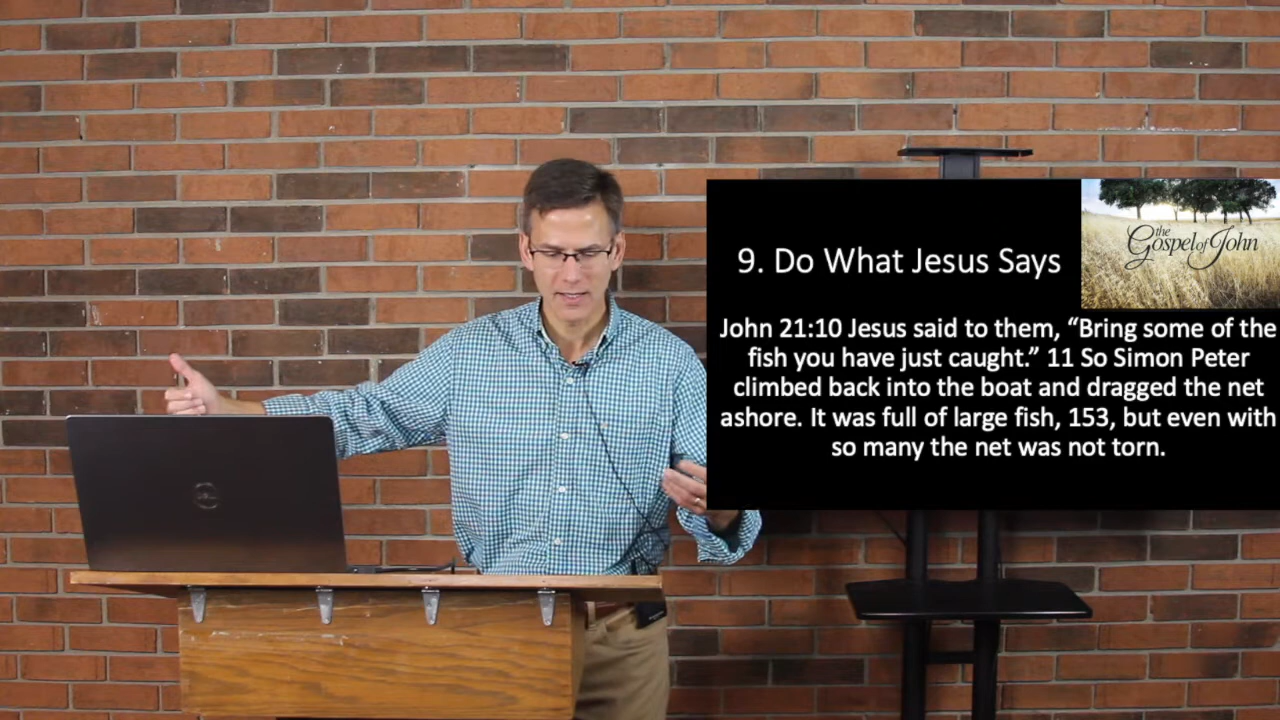 9. Do What Jesus Says
the
Gospel of John
John 21:10 Jesus said to them, “Bring some of the
fish you have just caught.” 11 So Simon Peter
climbed back into the boat and dragged the net
ashore. It was full of large fish, 153, but even with
so many the net was not torn.
DELL